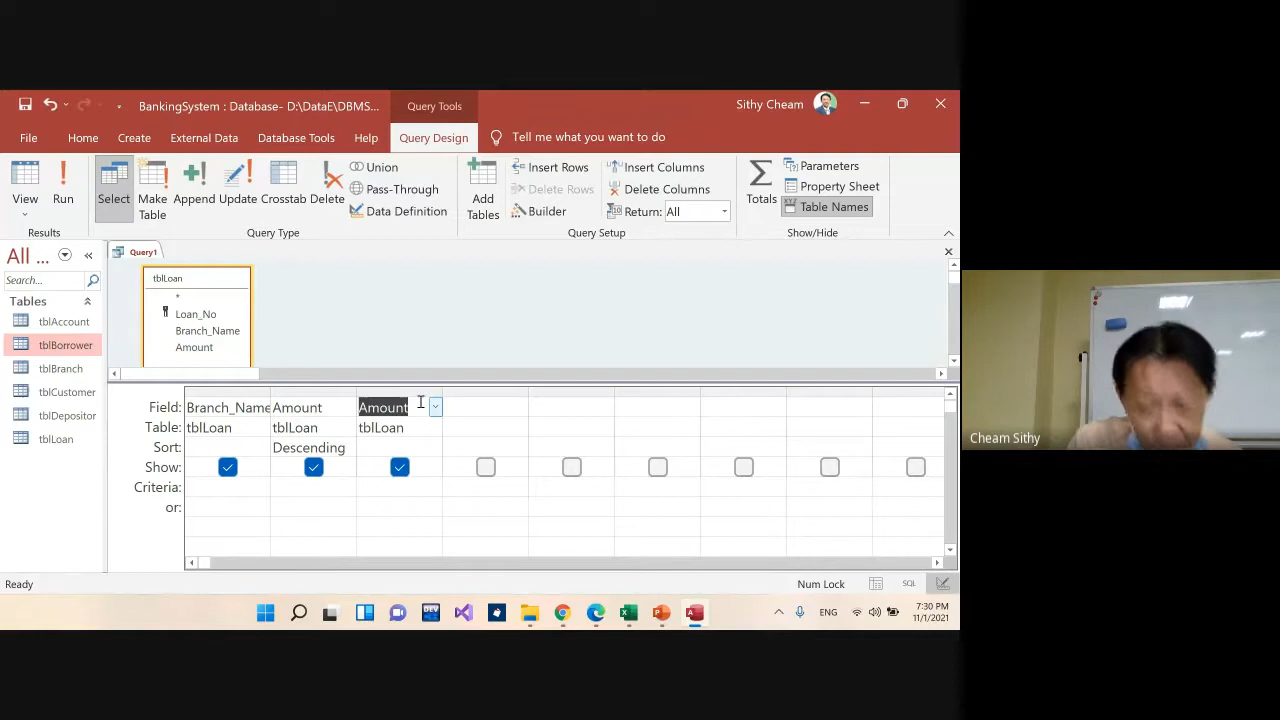 BankingSystem : Database- D:\DataE\DBMS... Query Tools Sithy Cheam
File Home Create External Data Database Tools Help Query Design Tell me what you want to do
View Run Select Make Table Append Update Crosstab Delete
Union
Pass-Through
Data Definition
Add Tables
Insert Rows
Delete Rows
Builder
Insert Columns
Delete Columns
Return: All
Totals
Parameters
Property Sheet
XYZ
Table Names
Results Query Type Query Setup Show/Hide
All ...
Search...
Tables
tblAccount
tblBorrower
tblBranch
tblCustomer
tblDepositor
tblLoan
Query1
tblLoan
*
Loan_No
Branch_Name
Amount
Field: Branch_Name Amount Amount
Table: tblLoan tblLoan tblLoan
Sort: Descending
Show:
Criteria:
or:
Cheam Sithy
Ready Num Lock SQL
DEV
ENG
7:30 PM
11/1/2021